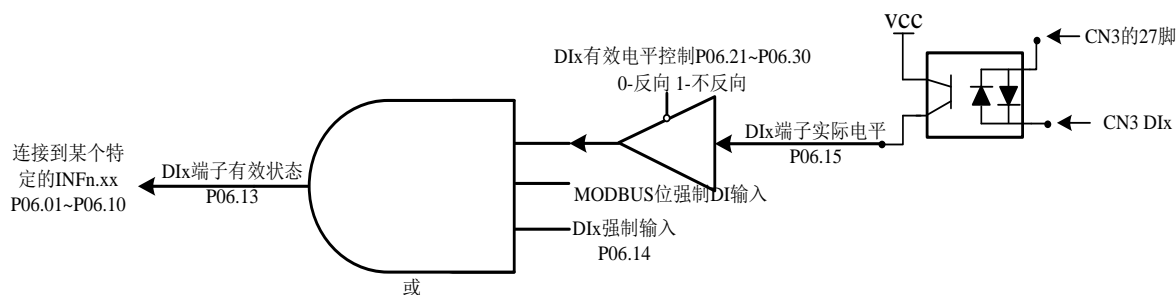 VCC
CN3的27脚
CN3 DIx
DIx有效电平控制P06.21~P06.30
0-反向 1-不反向
DIx端子实际电平
P06.15
MODBUS位强制DI输入
DIx强制输入
P06.14
或
DIx端子有效状态
P06.13
连接到某个特
定的INFn.xx
P06.01~P06.10